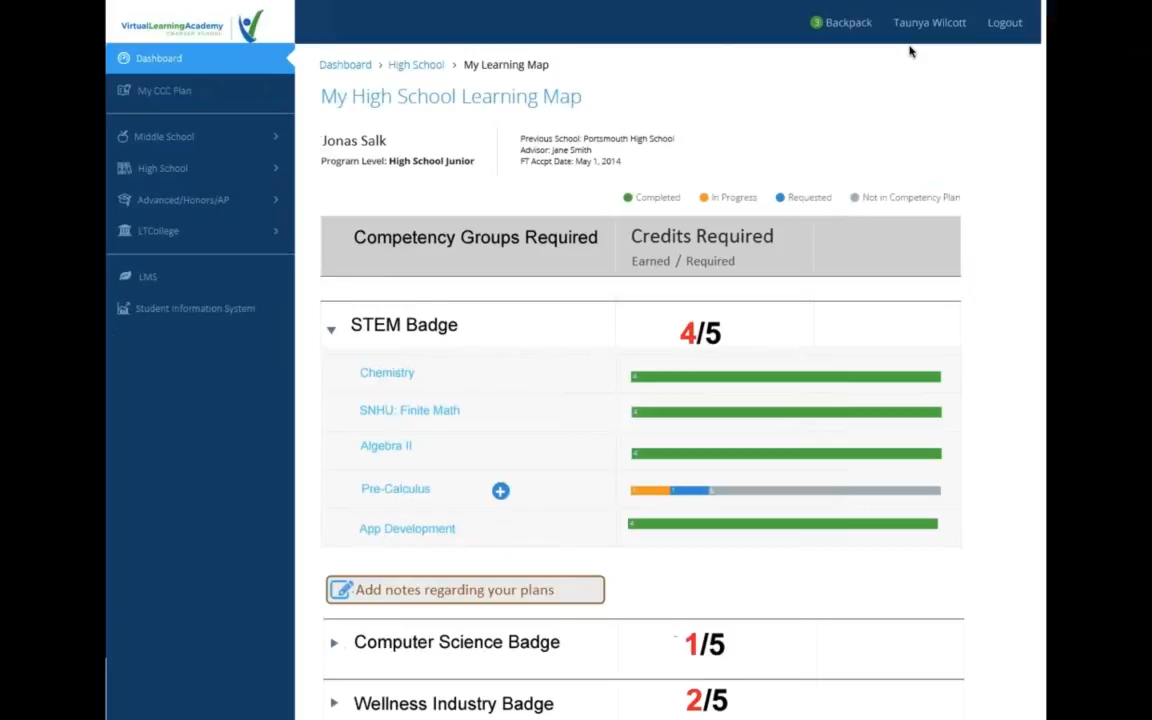 VirtualLearningAcademy
CHARTER SCHOOL
3 Backpack
Taunya Wilcott
Logout
Dashboard
My CCC Plan
Middle School
High School
Advanced/Honors/AP
LTCollege
LMS
Student Information System
Dashboard › High School › My Learning Map
My High School Learning Map
Jonas Salk
Program Level: High School Junior
Previous School: Portsmouth High School
Advisor: Jane Smith
FT Accpt Date: May 1, 2014
Completed In Progress Requested Not in Competency Plan
Competency Groups Required
Credits Required
Earned / Required
STEM Badge 4/5
Chemistry 4
SNHU: Finite Math 4
Algebra II 4
Pre-Calculus
App Development 4
Add notes regarding your plans
Computer Science Badge 1/5
Wellness Industry Badge 2/5